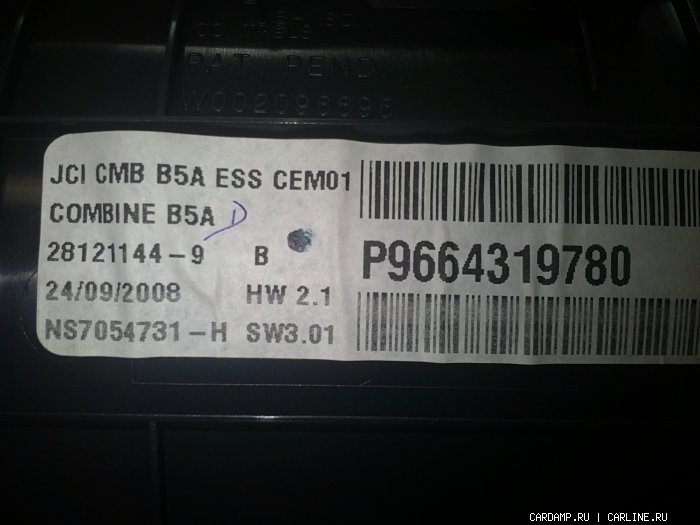 CONTROLS
PAT. PEND.
W002096695
JCI CMB B5A ESS CEM01
COMBINE B5A D
28121144-9 B
24/09/2008 HW 2.1
NS7054731-H SW3.01
P9664319780
CARDAMP.RU | CARLINE.RU